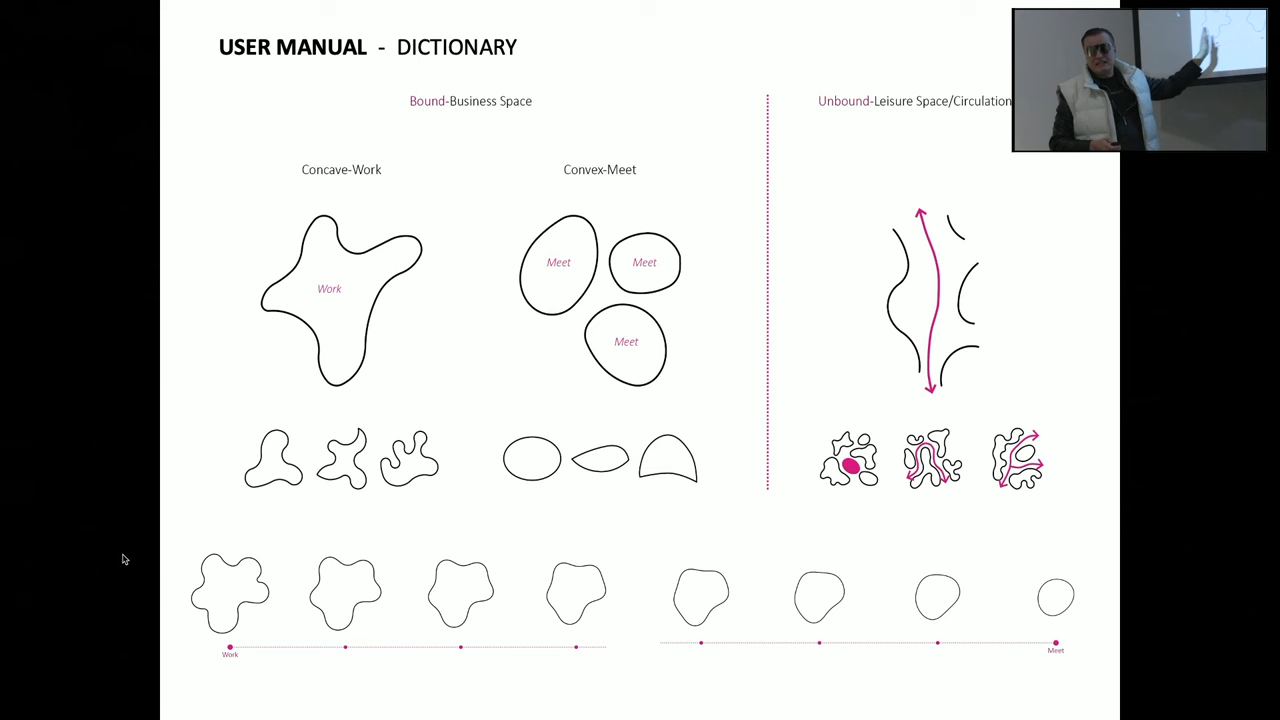 USER MANUAL - DICTIONARY
Bound-Business Space
Unbound-Leisure Space/Circulation
Concave-Work
Convex-Meet
Work
Meet
Meet
Meet
Work
Meet